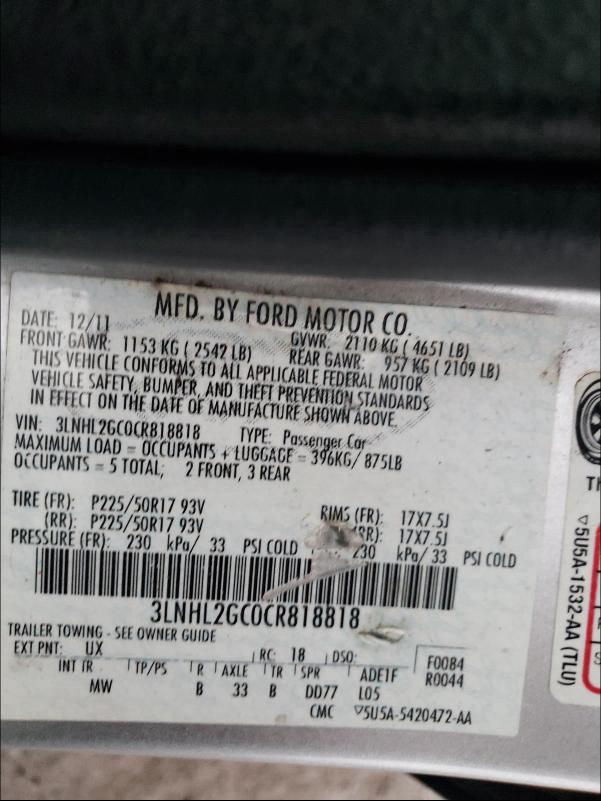 MFD. BY FORD MOTOR CO.
DATE: 12/11 GVWR: 2110 KG ( 4651 LB)
FRONT GAWR: 1153 KG ( 2542 LB) REAR GAWR: 957 KG ( 2109 LB)
THIS VEHICLE CONFORMS TO ALL APPLICABLE FEDERAL MOTOR
VEHICLE SAFETY, BUMPER, AND THEFT PREVENTION STANDARDS
IN EFFECT ON THE DATE OF MANUFACTURE SHOWN ABOVE.
VIN: 3LNHL2GC0CR818818 TYPE: Passenger Car
MAXIMUM LOAD = OCCUPANTS + LUGGAGE = 396KG/ 875LB
OCCUPANTS = 5 TOTAL; 2 FRONT, 3 REAR
TIRE (FR): P225/50R17 93V RIMS (FR): 17X7.5J
(RR): P225/50R17 93V (RR): 17X7.5J
PRESSURE (FR): 230 kPa/ 33 PSI COLD 230 kPa/ 33 PSI COLD
3LNHL2GC0CR818818
TRAILER TOWING - SEE OWNER GUIDE
EXT PNT: UX RC: 18 DSO: F0084
INT TR TP/PS R AXLE TR SPR ADE1F R0044
MW B 33 B DD77 L05
CMC ▽5U5A-5420472-AA
▽5U5A-1532-AA (TLU)